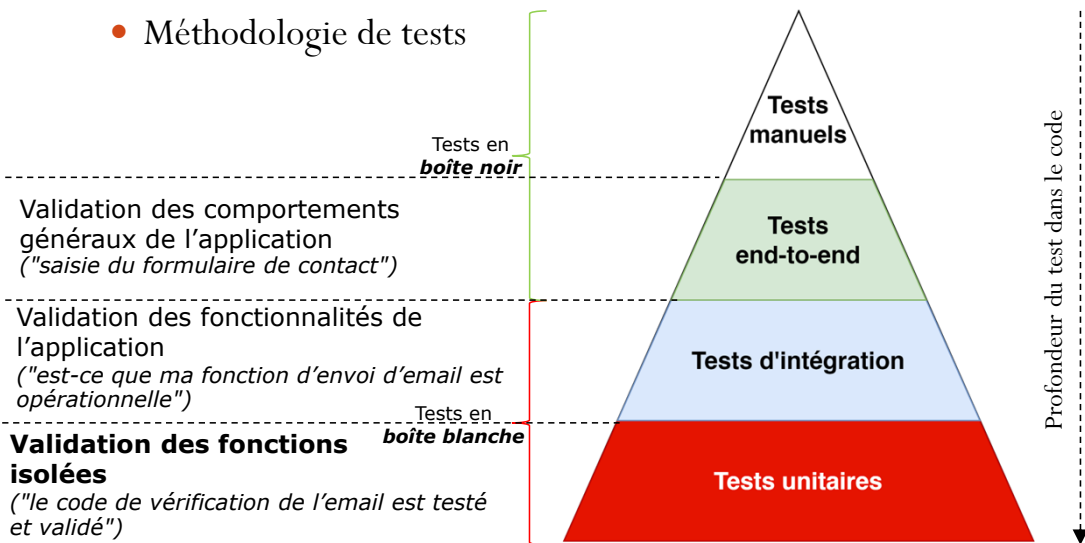 • Méthodologie de tests
Tests en
boîte noir
Validation des comportements
généraux de l’application
("saisie du formulaire de contact")
Validation des fonctionnalités de
l’application
("est-ce que ma fonction d’envoi d’email est
opérationnelle")
Tests en
boîte blanche
Validation des fonctions
isolées
("le code de vérification de l’email est testé
et validé")
Tests
manuels
Tests
end-to-end
Tests d'intégration
Tests unitaires
Profondeur du test dans le code